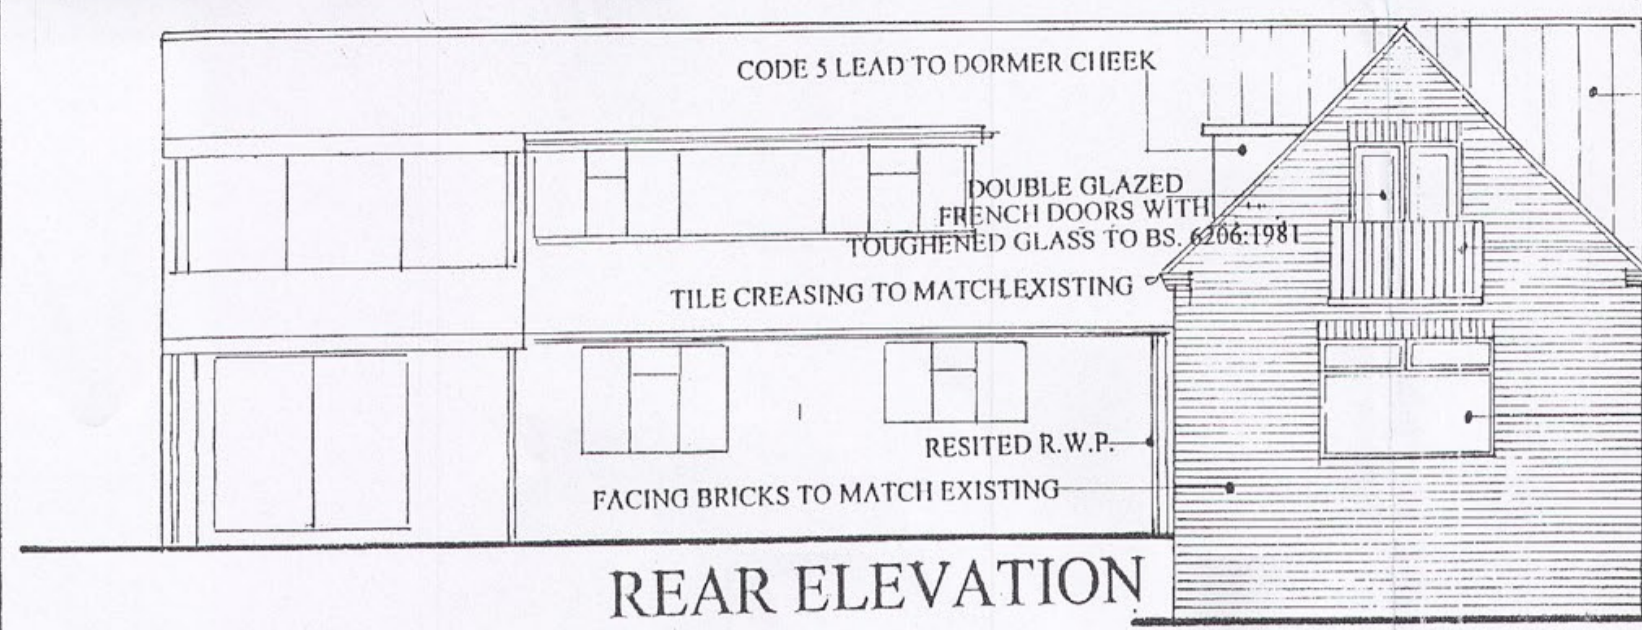 CODE 5 LEAD TO DORMER CHEEK
DOUBLE GLAZED
FRENCH DOORS WITH
TOUGHENED GLASS TO BS. 6206:1981
TILE CREASING TO MATCH EXISTING
RESITED R.W.P.
FACING BRICKS TO MATCH EXISTING
REAR ELEVATION